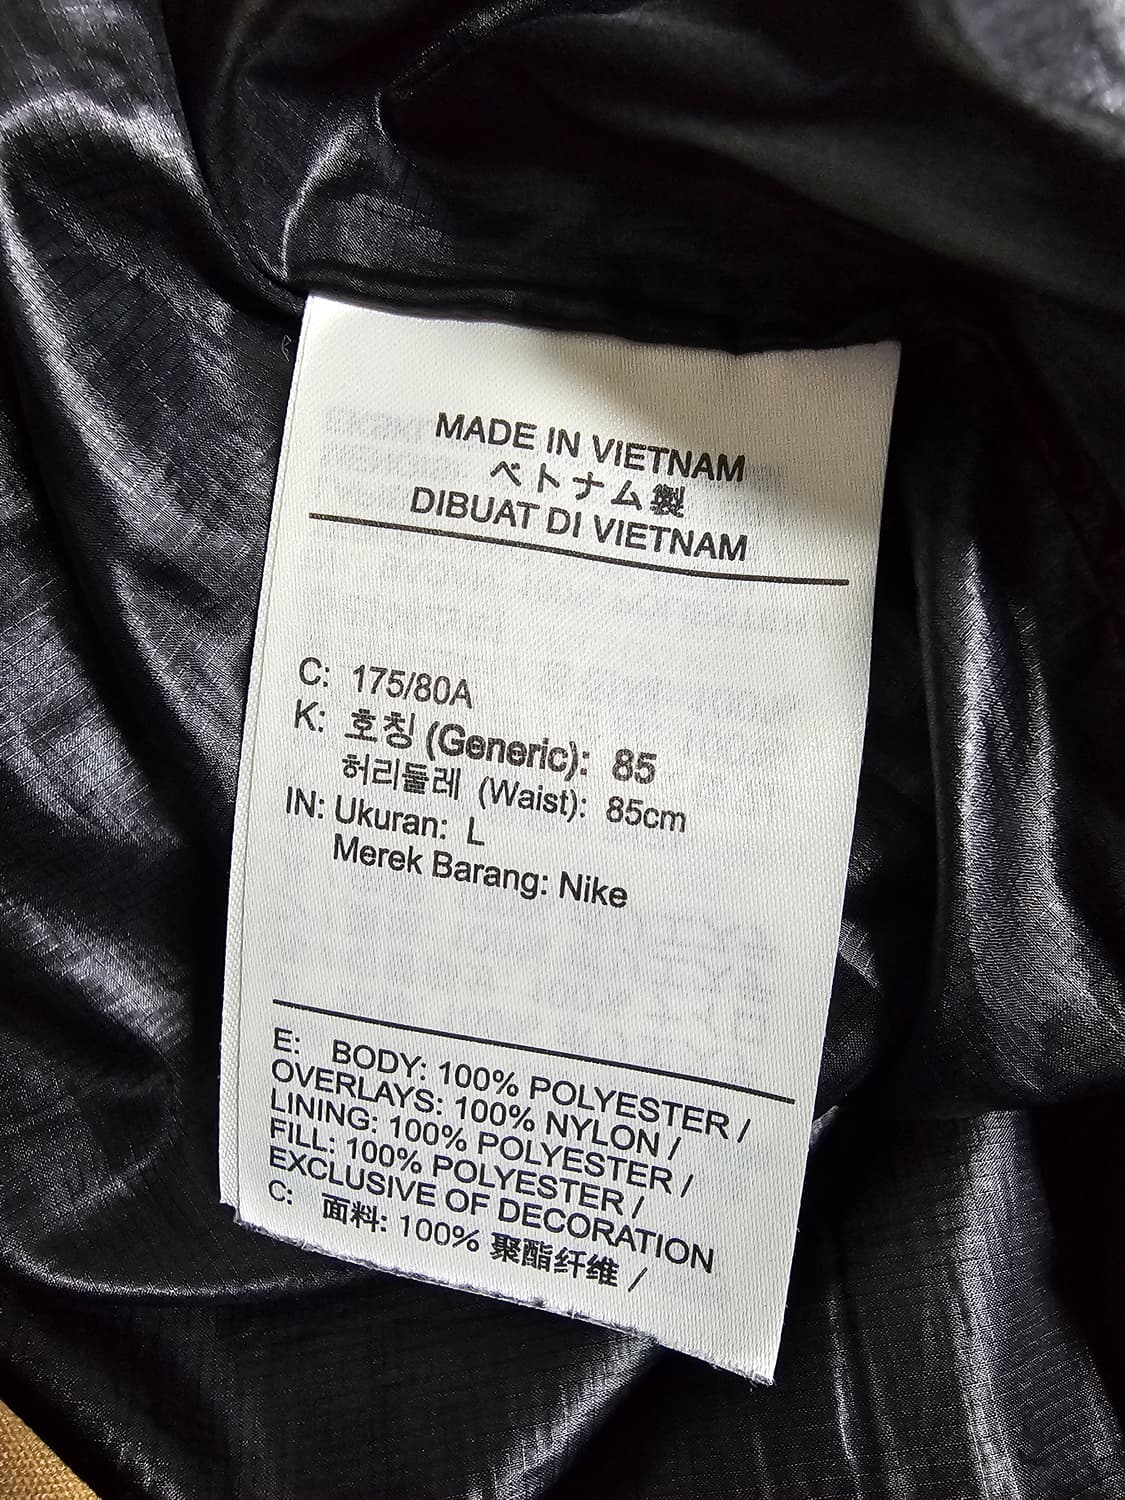 MADE IN VIETNAM
ベトナム製
DIBUAT DI VIETNAM
C: 175/80A
K: 호칭 (Generic): 85
허리둘레 (Waist): 85cm
IN: Ukuran: L
Merek Barang: Nike
E: BODY: 100% POLYESTER /
OVERLAYS: 100% NYLON /
LINING: 100% POLYESTER /
FILL: 100% POLYESTER /
EXCLUSIVE OF DECORATION
C: 面料: 100% 聚酯纤维 /